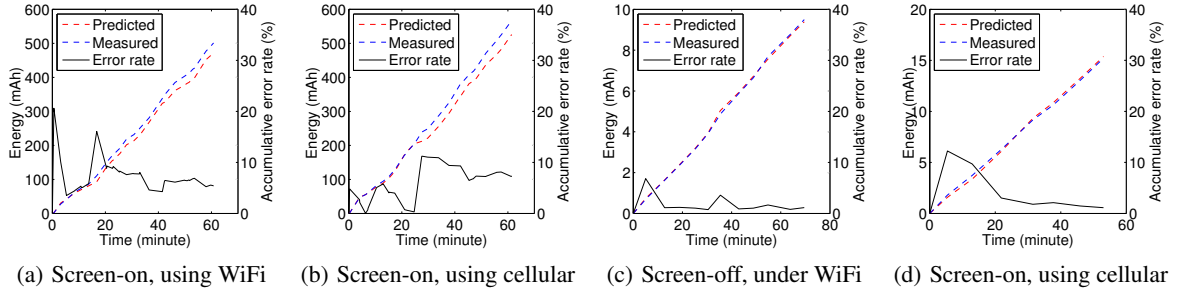 600
500
400
300
200
100
0
0 20 40 60
40
30
20
10
0
Energy (mAh)
Time (minute)
Accumulative error rate (%)
Predicted
Measured
Error rate
(a) Screen-on, using WiFi
600
500
400
300
200
100
0
0 20 40 60
40
30
20
10
0
Energy (mAh)
Time (minute)
Accumulative error rate (%)
Predicted
Measured
Error rate
(b) Screen-on, using cellular
10
8
6
4
2
0
0 20 40 60 80
40
30
20
10
0
Energy (mAh)
Time (minute)
Accumulative error rate (%)
Predicted
Measured
Error rate
(c) Screen-off, under WiFi
20
15
10
5
0
0 20 40 60
40
30
20
10
0
Energy (mAh)
Time (minute)
Accumulative error rate (%)
Predicted
Measured
Error rate
(d) Screen-on, using cellular